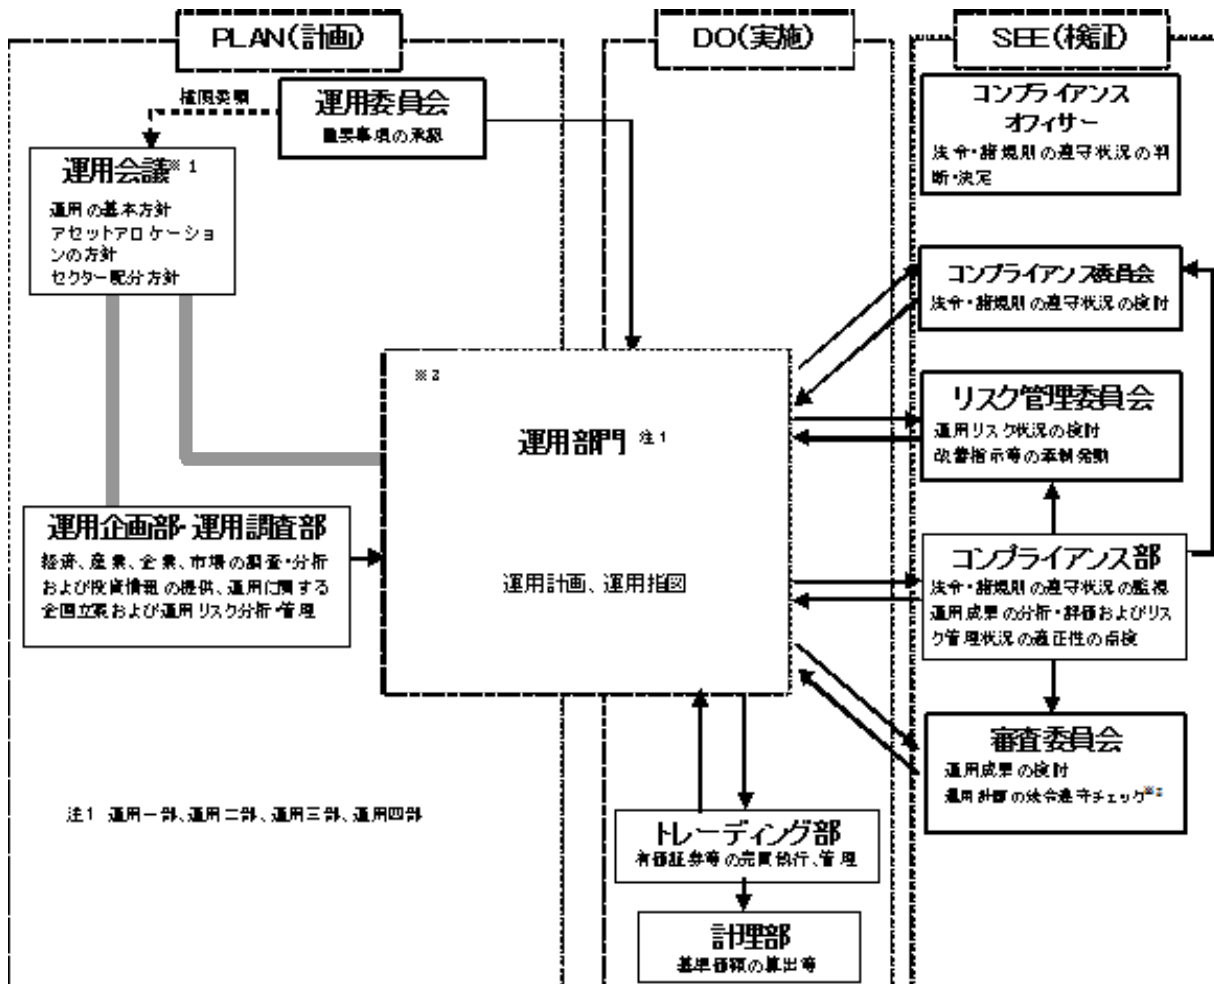 PLAN(計画)
DO(実施)
SEE(検証)
権限委嘱
運用委員会
重要事項の承認
運用会議※1
運用の基本方針
アセットアロケーショ
ンの方針
セクター配分方針
コンプライアンス
オフィサー
法令・諸規則の遵守状況の判
断・決定
コンプライアンス委員会
法令・諸規則の遵守状況の検討
リスク管理委員会
運用リスク状況の検討
改善指示等の牽制発動
※2
運用部門 注1
運用計画、運用指図
運用企画部・運用調査部
経済、産業、企業、市場の調査・分析
および投資情報の提供、運用に関する
企画立案および運用リスク分析・管理
コンプライアンス部
法令・諸規則の遵守状況の監視
運用成果の分析・評価およびリス
ク管理状況の適正性の点検
審査委員会
運用成果の検討
運用計画の法令遵守チェック
注1 運用一部、運用二部、運用三部、運用四部
トレーディング部
有価証券等の売買執行、管理
計理部
基準価額の算出等